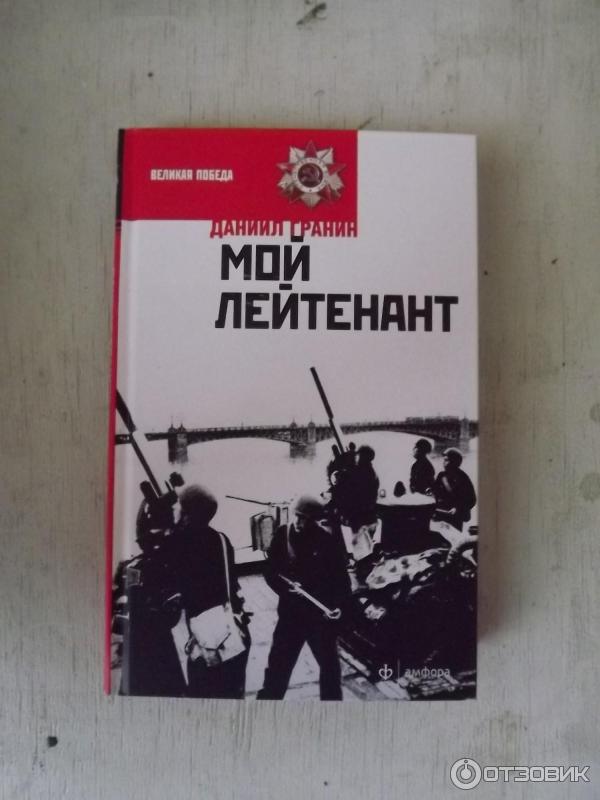 ВЕЛИКАЯ ПОБЕДА
ДАНИИЛ ГРАНИН
МОЙ
ЛЕЙТЕНАНТ
амфора
ОТЗОВИК